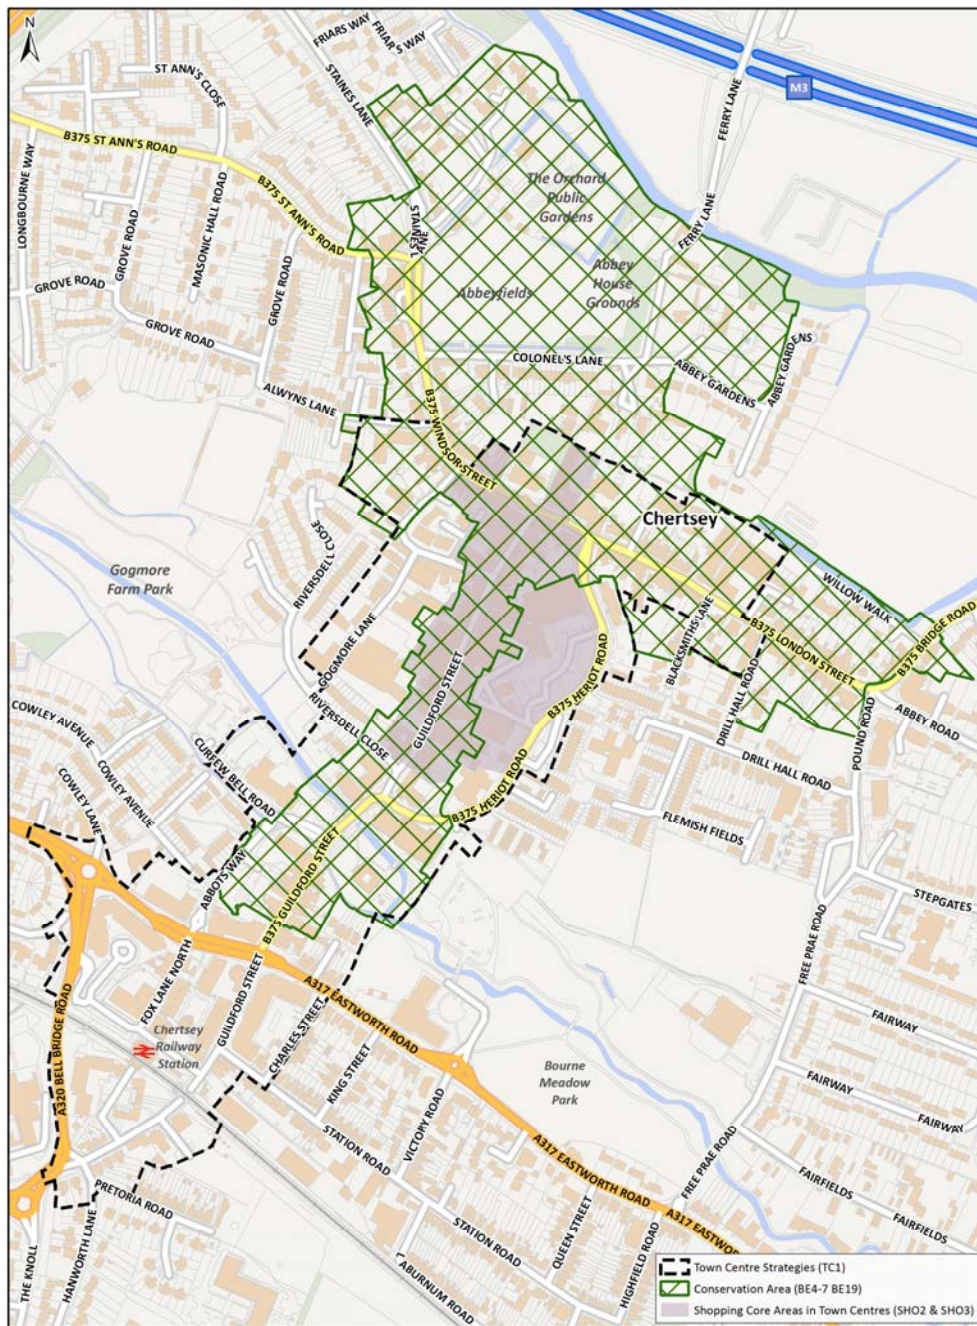 N
FRIARS WAY
FRIAR'S WAY
ST ANN'S CLOSE
STAINES LANE
FERRY LANE
M3
B375 ST ANN'S ROAD
LONGBOURNE WAY
MASONIC HALL ROAD
GROVE ROAD
B375 ST ANN'S ROAD
The Orchard
Public
Gardens
STAINES LANE
FERRY LANE
GROVE ROAD
GROVE ROAD
Abbeyfields
Abbey
House
Grounds
GROVE ROAD
COLONEL'S LANE
ABBEY GARDENS
ABBEY GARDENS
ALWYNS LANE
B375 WINDSOR STREET
Chertsey
RIVERSDELL CLOSE
Gogmore
Farm Park
WILLOW WALK
GOGMORE LANE
BLACKSMITHS LANE
B375 LONDON STREET
B375 BRIDGE ROAD
GUILDFORD STREET
B375 HERIOT ROAD
DRILL HALL ROAD
ABBEY ROAD
POUND ROAD
RIVERSDELL CLOSE
COWLEY AVENUE
CURFEW BELL ROAD
COWLEY AVENUE
COWLEY LANE
DRILL HALL ROAD
B375 HERIOT ROAD
FLEMISH FIELDS
ABBOTS WAY
B375 GUILDFORD STREET
STEPGATES
FREE PRAE ROAD
FOX LANE NORTH
GUILDFORD STREET
A317 EASTWORTH ROAD
A320 BELL BRIDGE ROAD
Chertsey
Railway
Station
CHARLES STREET
KING STREET
FAIRWAY
Bourne
Meadow
Park
FAIRWAY
FAIRWAY
VICTORY ROAD
STATION ROAD
A317 EASTWORTH ROAD
FREE PRAE ROAD
FAIRFIELDS
FAIRFIELDS
PRETORIA ROAD
HANWORTH LANE
THE KNOLL
STATION ROAD
QUEEN STREET
HIGHFIELD ROAD
LABURNUM ROAD
A317 EASTWO
Town Centre Strategies (TC1)
Conservation Area (BE4-7 BE19)
Shopping Core Areas in Town Centres (SHO2 & SHO3)